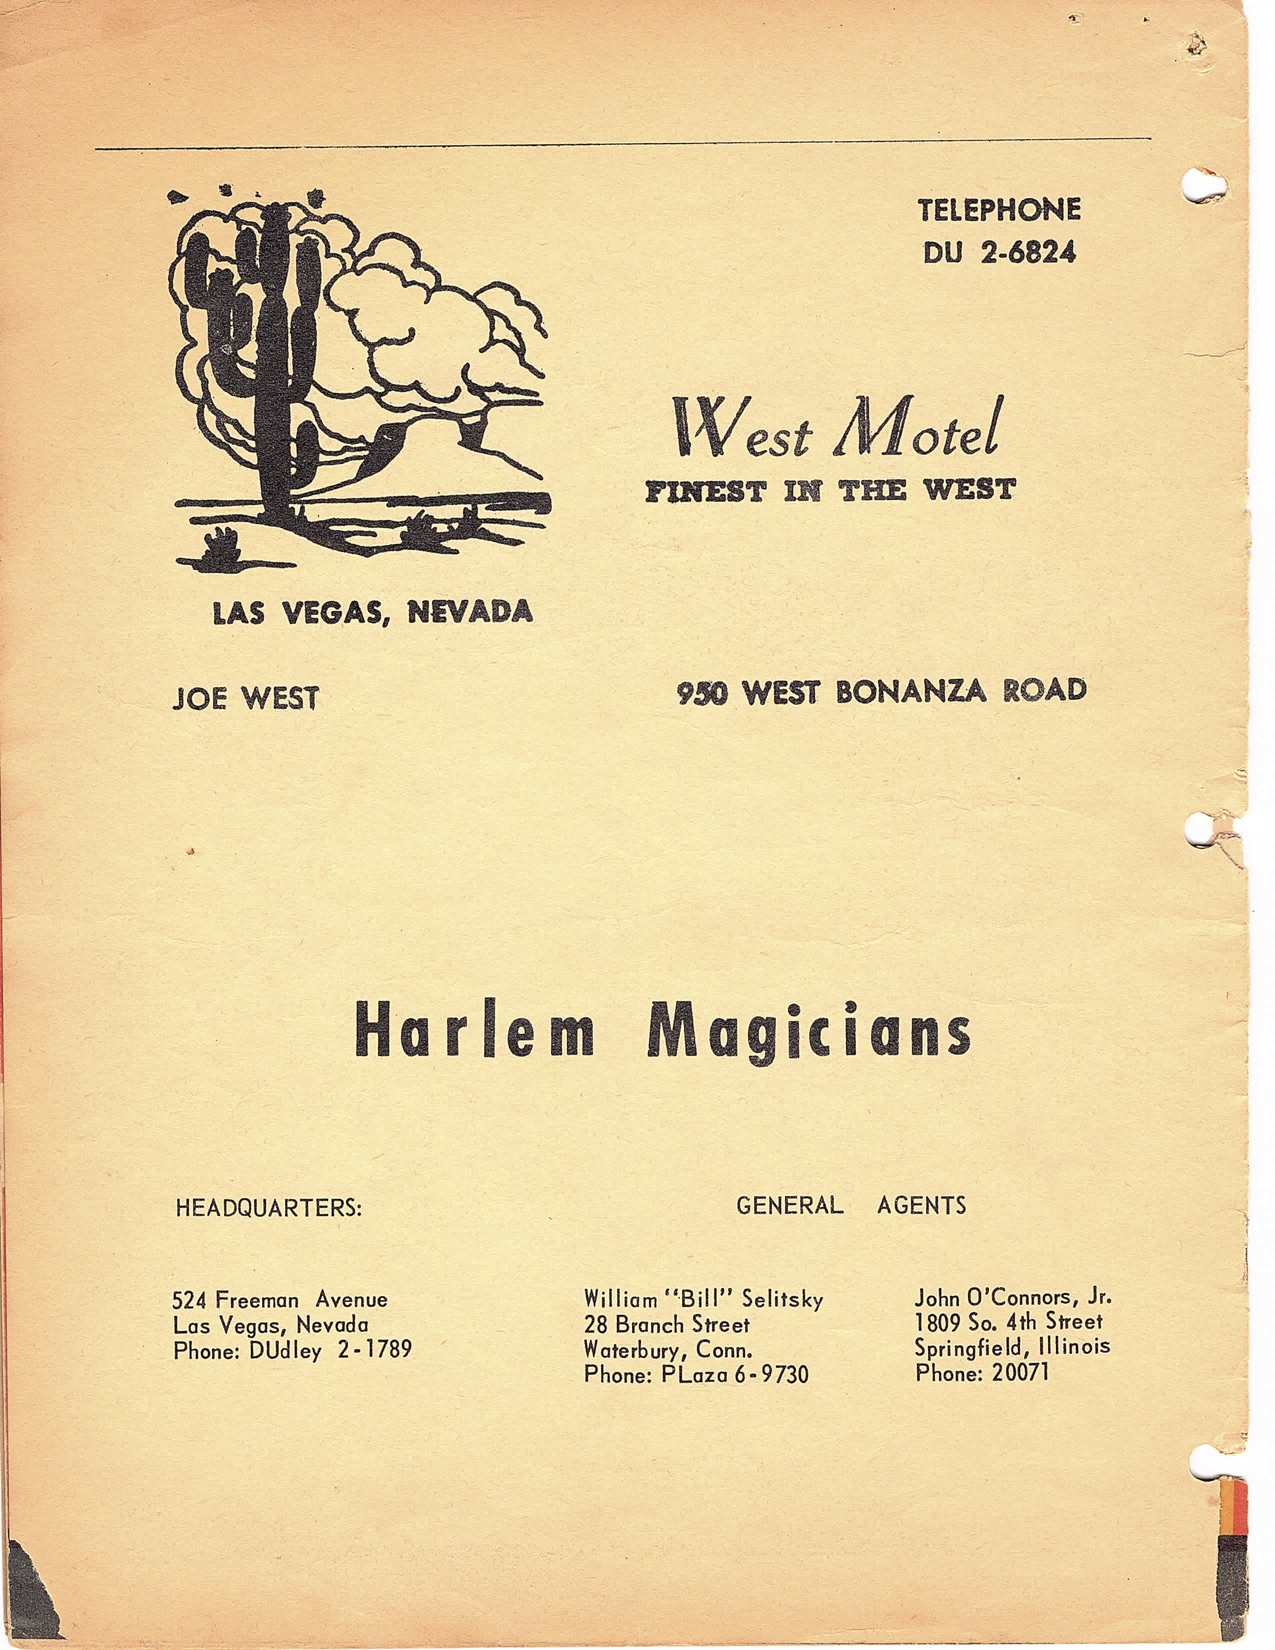 TELEPHONE
DU 2-6824
West Motel
FINEST IN THE WEST
LAS VEGAS, NEVADA
JOE WEST
950 WEST BONANZA ROAD
Harlem Magicians
HEADQUARTERS:
GENERAL AGENTS
524 Freeman Avenue
Las Vegas, Nevada
Phone: DUdley 2-1789
William "Bill" Selitsky
28 Branch Street
Waterbury, Conn.
Phone: PLaza 6-9730
John O'Connors, Jr.
1809 So. 4th Street
Springfield, Illinois
Phone: 20071